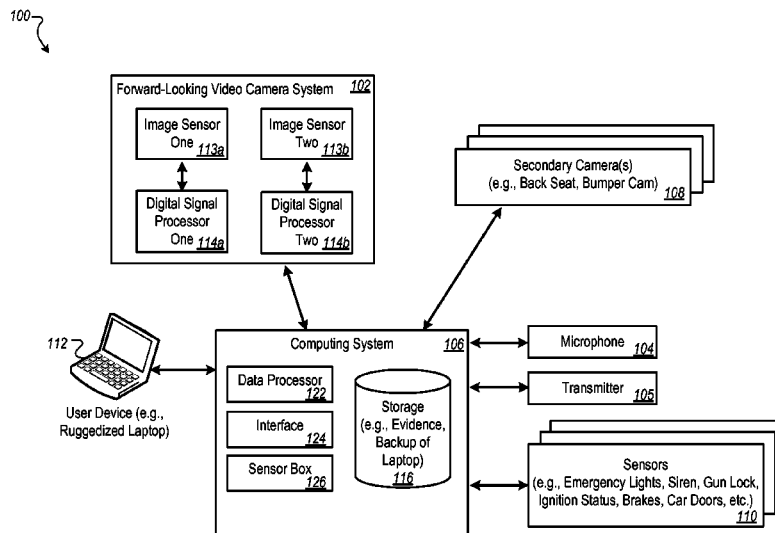 100
Forward-Looking Video Camera System 102
Image Sensor
One 113a
Image Sensor
Two 113b
Digital Signal
Processor
One 114a
Digital Signal
Processor
Two 114b
Secondary Camera(s)
(e.g., Back Seat, Bumper Cam)
108
112
User Device (e.g.,
Ruggedized Laptop)
Computing System 106
Data Processor
122
Interface
124
Sensor Box
126
Storage
(e.g., Evidence,
Backup of
Laptop)
116
Microphone
104
Transmitter
105
Sensors
(e.g., Emergency Lights, Siren, Gun Lock,
Ignition Status, Brakes, Car Doors, etc.)
110